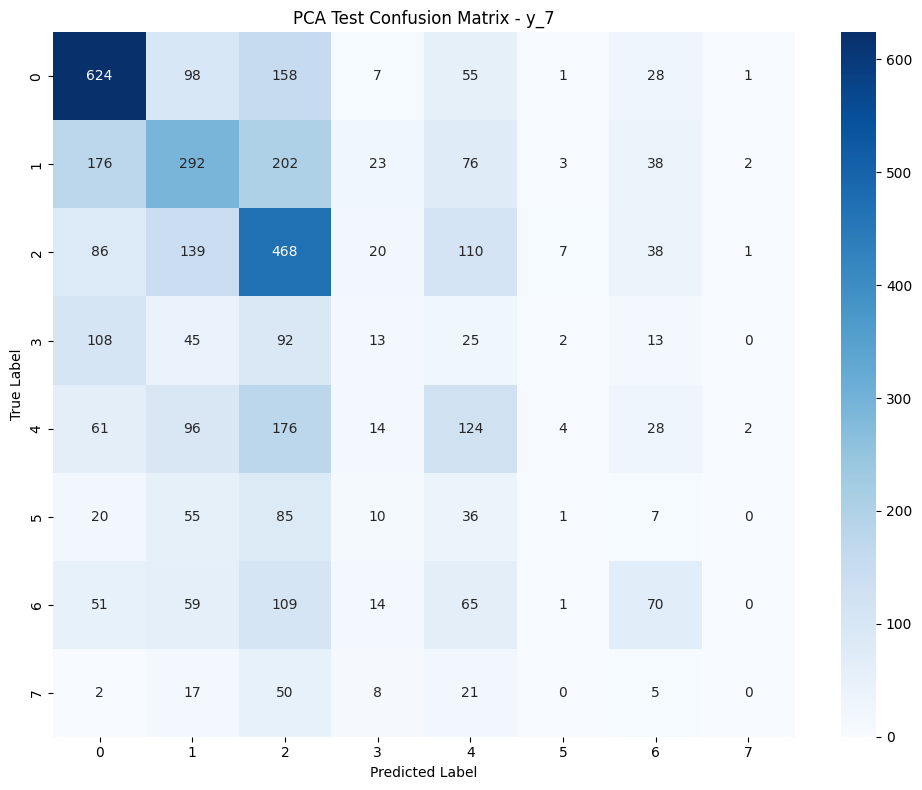 PCA Test Confusion Matrix - y_7
True Label
0 624 98 158 7 55 1 28 1
1 176 292 202 23 76 3 38 2
2 86 139 468 20 110 7 38 1
3 108 45 92 13 25 2 13 0
4 61 96 176 14 124 4 28 2
5 20 55 85 10 36 1 7 0
6 51 59 109 14 65 1 70 0
7 2 17 50 8 21 0 5 0
0 1 2 3 4 5 6 7
Predicted Label
600
500
400
300
200
100
0